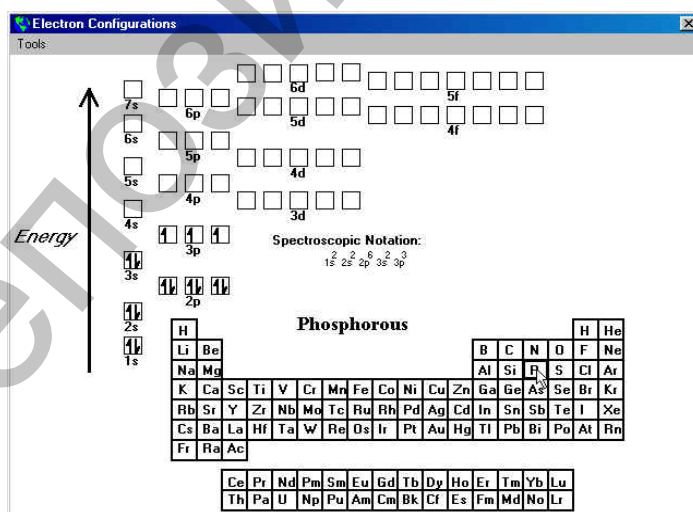 Electron Configurations
Tools
6d
5f
7s
6p
5d
4f
6s
5p
4d
5s
4p
3d
4s
Energy
3p
Spectroscopic Notation:
1s² 2s² 2p⁶ 3s² 3p³
3s
2p
2s
Phosphorous
1s
H H He
Li Be B C N O F Ne
Na Mg Al Si P S Cl Ar
K Ca Sc Ti V Cr Mn Fe Co Ni Cu Zn Ga Ge As Se Br Kr
Rb Sr Y Zr Nb Mo Tc Ru Rh Pd Ag Cd In Sn Sb Te I Xe
Cs Ba La Hf Ta W Re Os Ir Pt Au Hg Tl Pb Bi Po At Rn
Fr Ra Ac
Ce Pr Nd Pm Sm Eu Gd Tb Dy Ho Er Tm Yb Lu
Th Pa U Np Pu Am Cm Bk Cf Es Fm Md No Lr
ЕПОЗИ